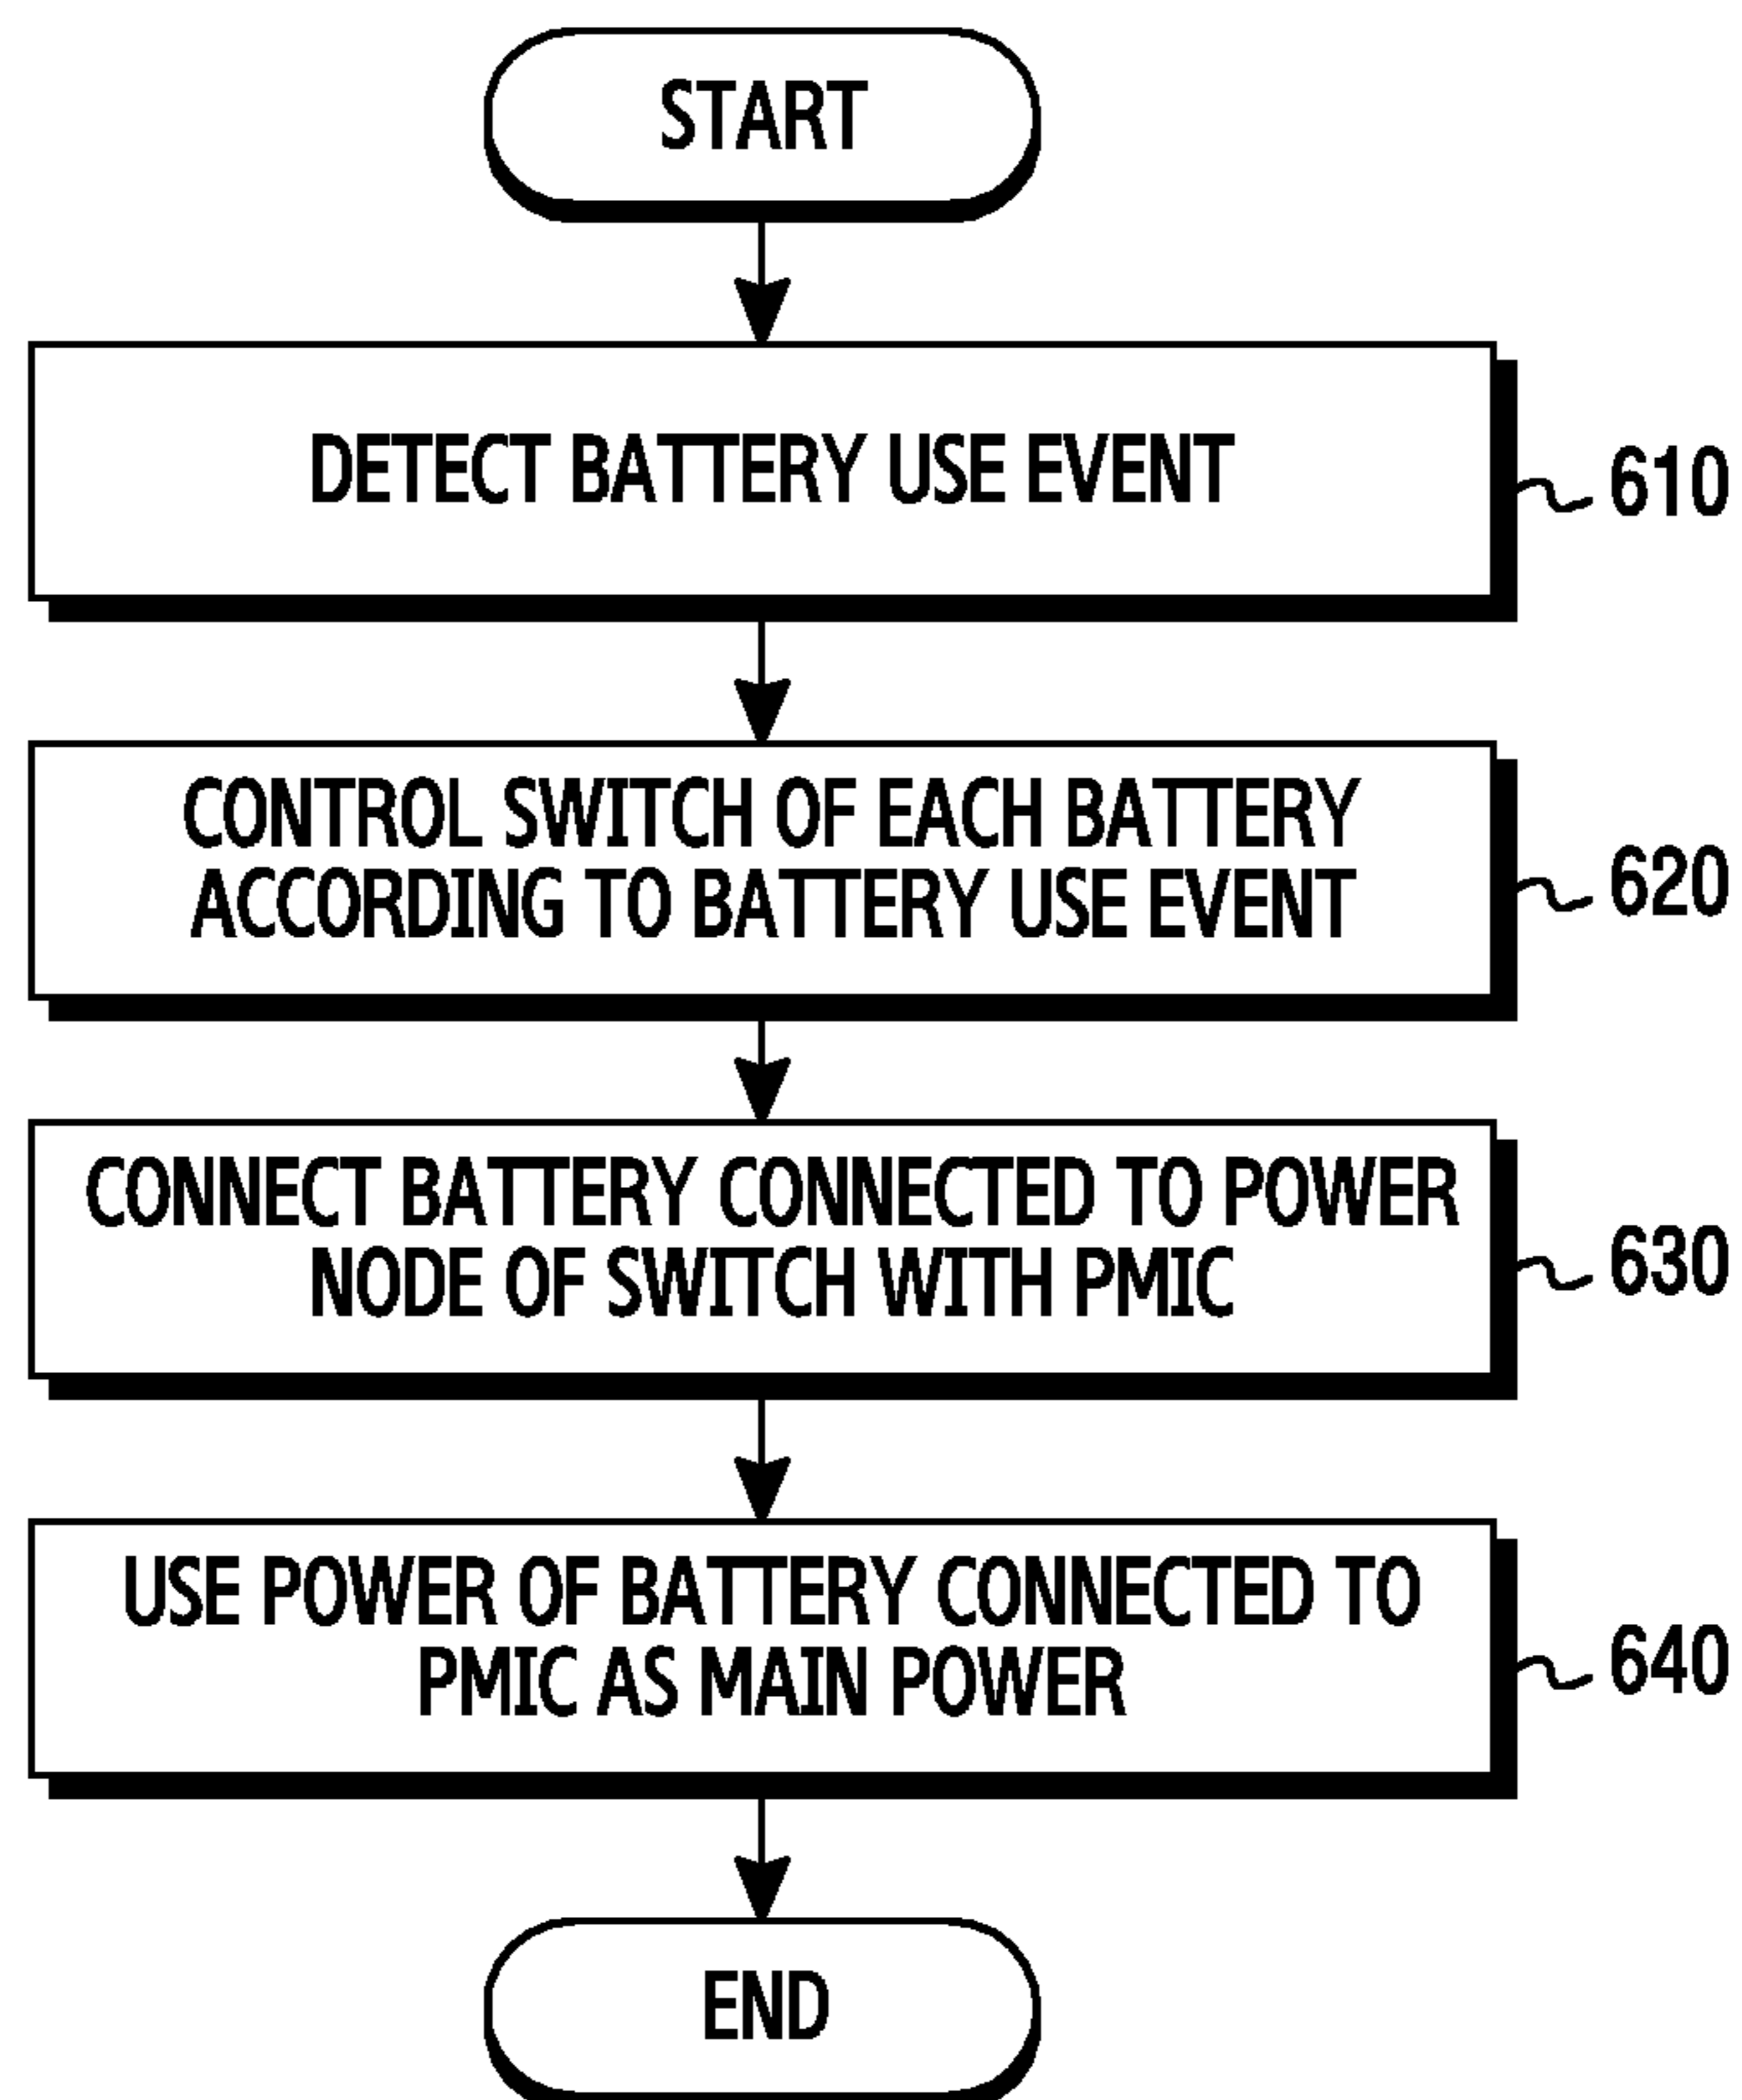 START
DETECT BATTERY USE EVENT
610
CONTROL SWITCH OF EACH BATTERY
ACCORDING TO BATTERY USE EVENT
620
CONNECT BATTERY CONNECTED TO POWER
NODE OF SWITCH WITH PMIC
630
USE POWER OF BATTERY CONNECTED TO
PMIC AS MAIN POWER
640
END